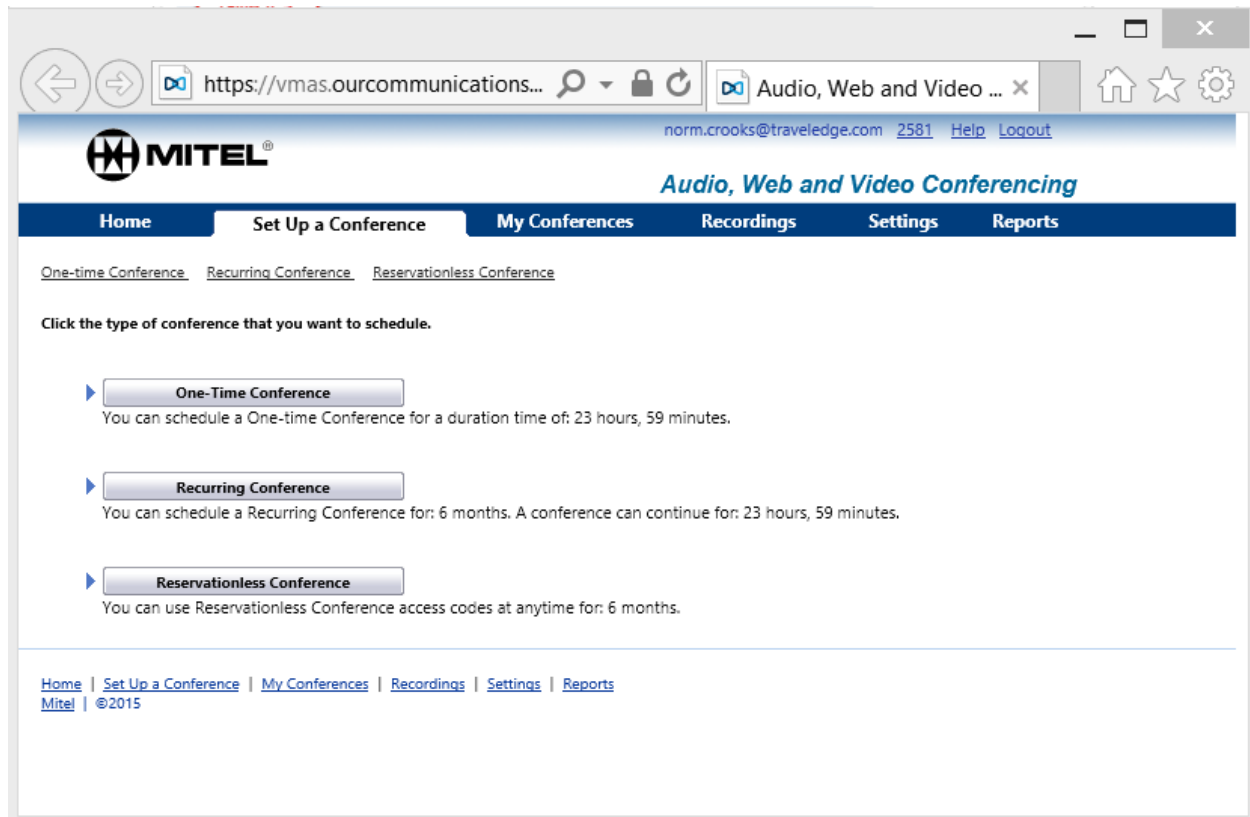 https://vmas.ourcommunications... Audio, Web and Video ...
norm.crooks@traveledge.com 2581 Help Logout
MITEL®
Audio, Web and Video Conferencing
Home Set Up a Conference My Conferences Recordings Settings Reports
One-time Conference Recurring Conference Reservationless Conference
Click the type of conference that you want to schedule.
One-Time Conference
You can schedule a One-time Conference for a duration time of: 23 hours, 59 minutes.
Recurring Conference
You can schedule a Recurring Conference for: 6 months. A conference can continue for: 23 hours, 59 minutes.
Reservationless Conference
You can use Reservationless Conference access codes at anytime for: 6 months.
Home | Set Up a Conference | My Conferences | Recordings | Settings | Reports
Mitel | ©2015